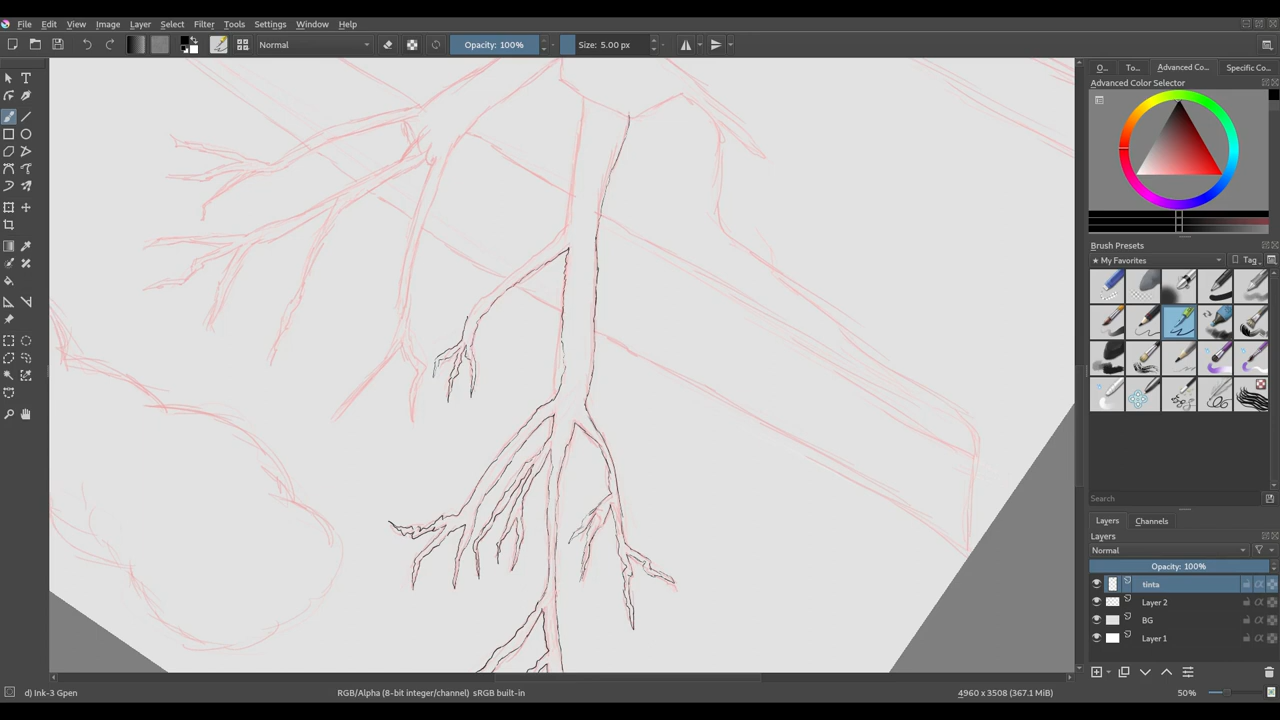 File Edit View Image Layer Select Filter Tools Settings Window Help
Normal Opacity: 100% Size: 5.00 px
O... To... Advanced Co... Specific Co...
Advanced Color Selector
Brush Presets
★ My Favorites Tag
Search
Layers Channels
Layers
Normal
Opacity: 100%
tinta
Layer 2
BG
Layer 1
d) Ink-3 Gpen RGB/Alpha (8-bit integer/channel) sRGB built-in 4960 x 3508 (367.1 MiB) 50%